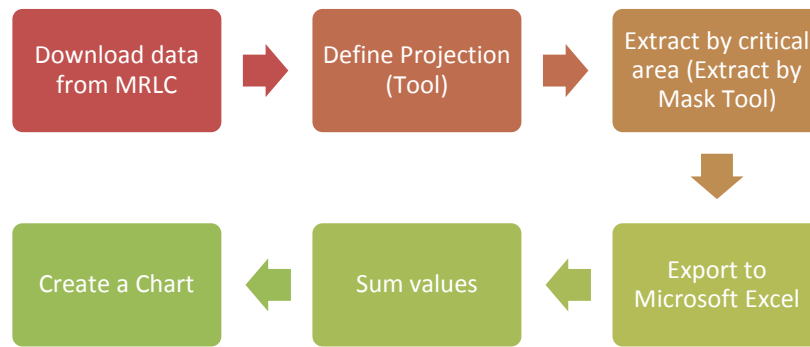 Download data
from MRLC
Define Projection
(Tool)
Extract by critical
area (Extract by
Mask Tool)
Export to
Microsoft Excel
Sum values
Create a Chart